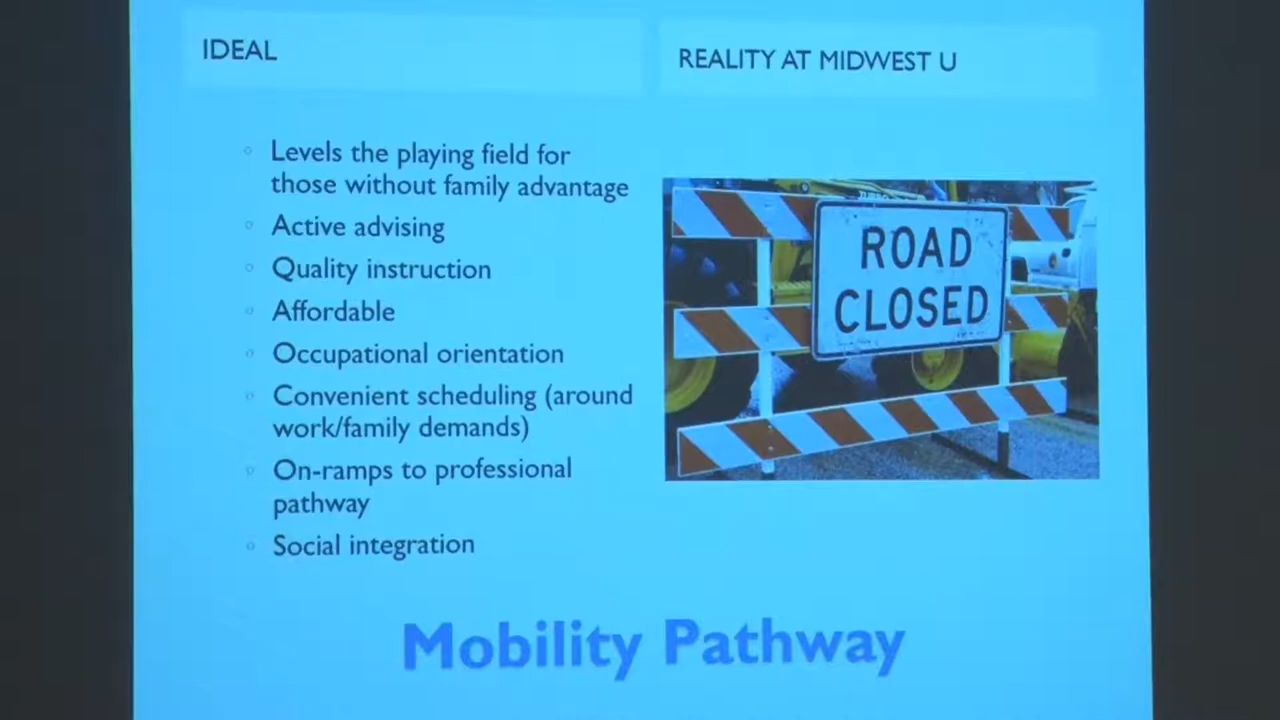 IDEAL
REALITY AT MIDWEST U
Levels the playing field for
those without family advantage
Active advising
Quality instruction
Affordable
Occupational orientation
Convenient scheduling (around
work/family demands)
On-ramps to professional
pathway
Social integration
ROAD
CLOSED
Mobility Pathway